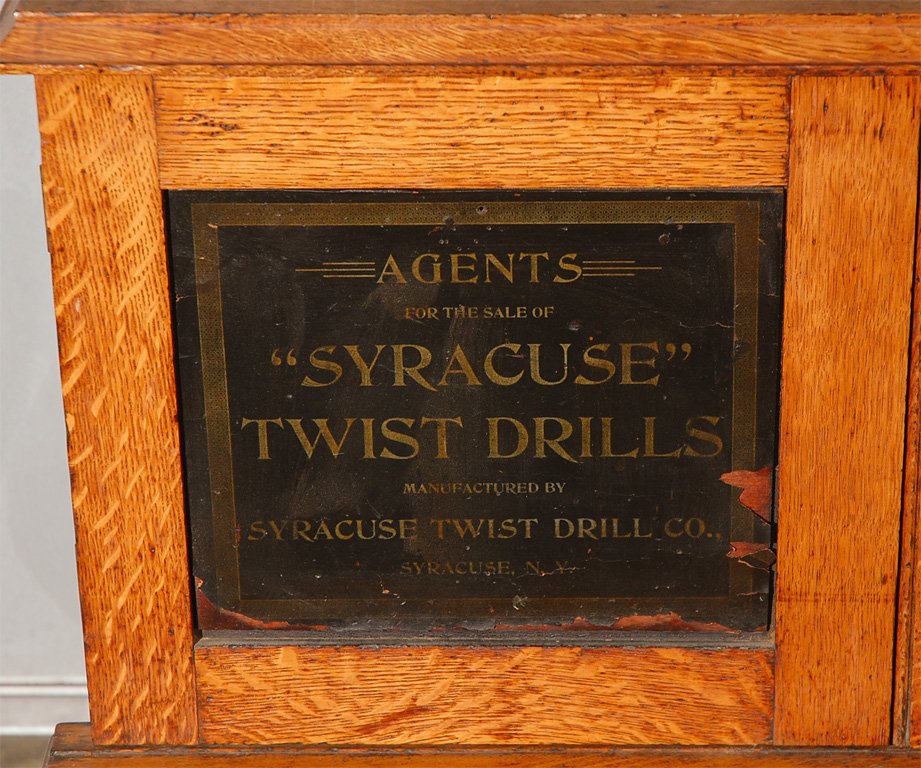 AGENTS
FOR THE SALE OF
“SYRACUSE”
TWIST DRILLS
MANUFACTURED BY
SYRACUSE TWIST DRILL CO.,
SYRACUSE, N. Y.